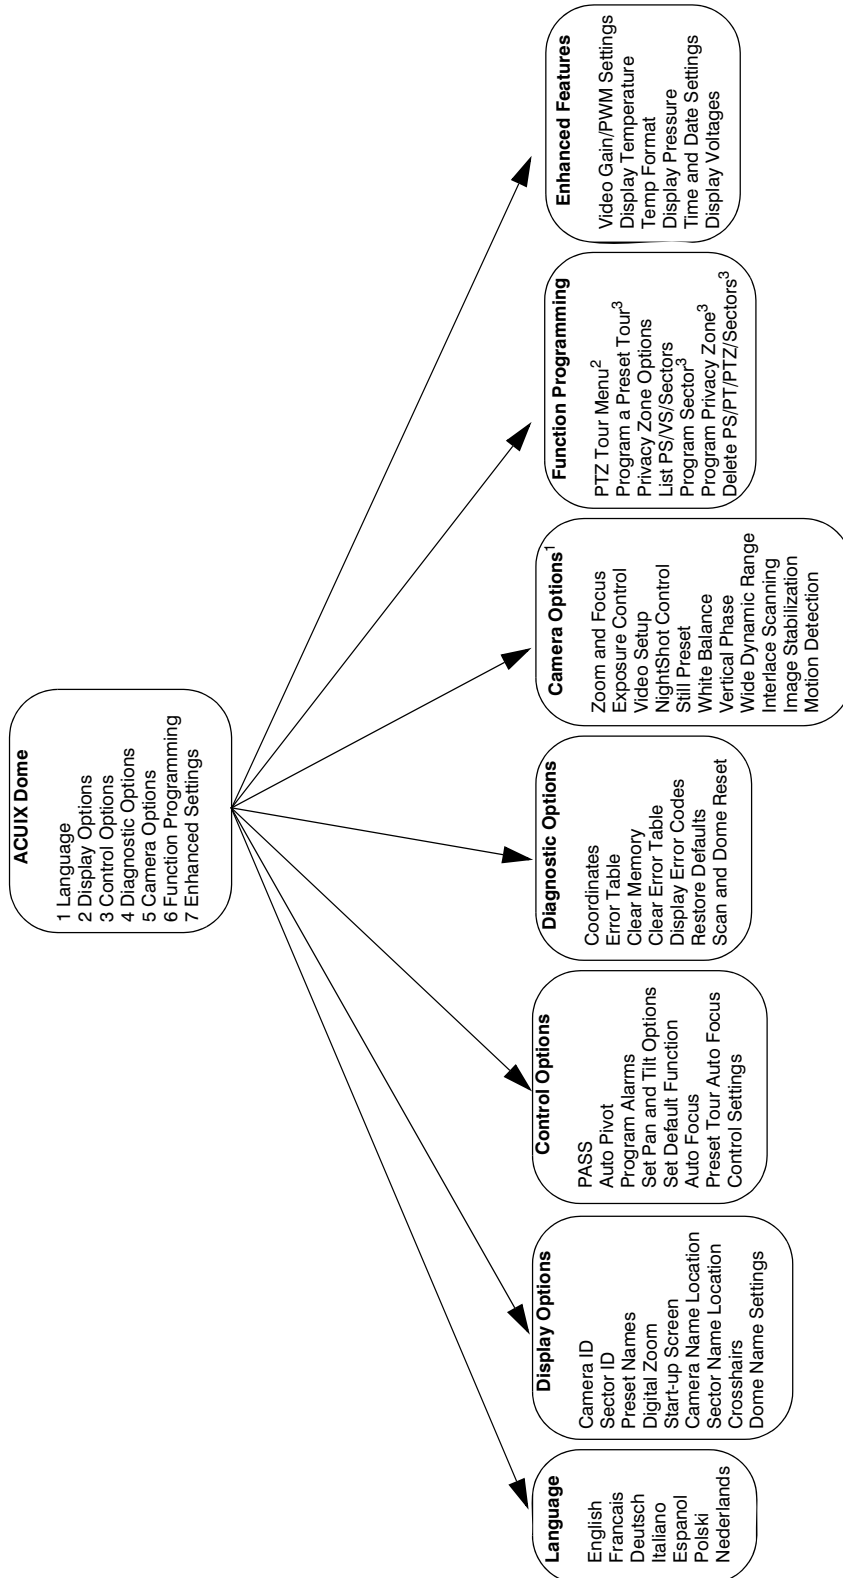 ACUIX Dome
1 Language
2 Display Options
3 Control Options
4 Diagnostic Options
5 Camera Options
6 Function Programming
7 Enhanced Settings
Language
English
Francais
Deutsch
Italiano
Espanol
Polski
Nederlands
Display Options
Camera ID
Sector ID
Preset Names
Digital Zoom
Start-up Screen
Camera Name Location
Sector Name Location
Crosshairs
Dome Name Settings
Control Options
PASS
Auto Pivot
Program Alarms
Set Pan and Tilt Options
Set Default Function
Auto Focus
Preset Tour Auto Focus
Control Settings
Diagnostic Options
Coordinates
Error Table
Clear Memory
Clear Error Table
Display Error Codes
Restore Defaults
Scan and Dome Reset
Camera Options¹
Zoom and Focus
Exposure Control
Video Setup
NightShot Control
Still Preset
White Balance
Vertical Phase
Wide Dynamic Range
Interlace Scanning
Image Stabilization
Motion Detection
Function Programming
PTZ Tour Menu²
Program a Preset Tour³
Privacy Zone Options
List PS/VS/Sectors
Program Sector³
Program Privacy Zone³
Delete PS/PT/PTZ/Sectors³
Enhanced Features
Video Gain/PWM Settings
Display Temperature
Temp Format
Display Pressure
Time and Date Settings
Display Voltages